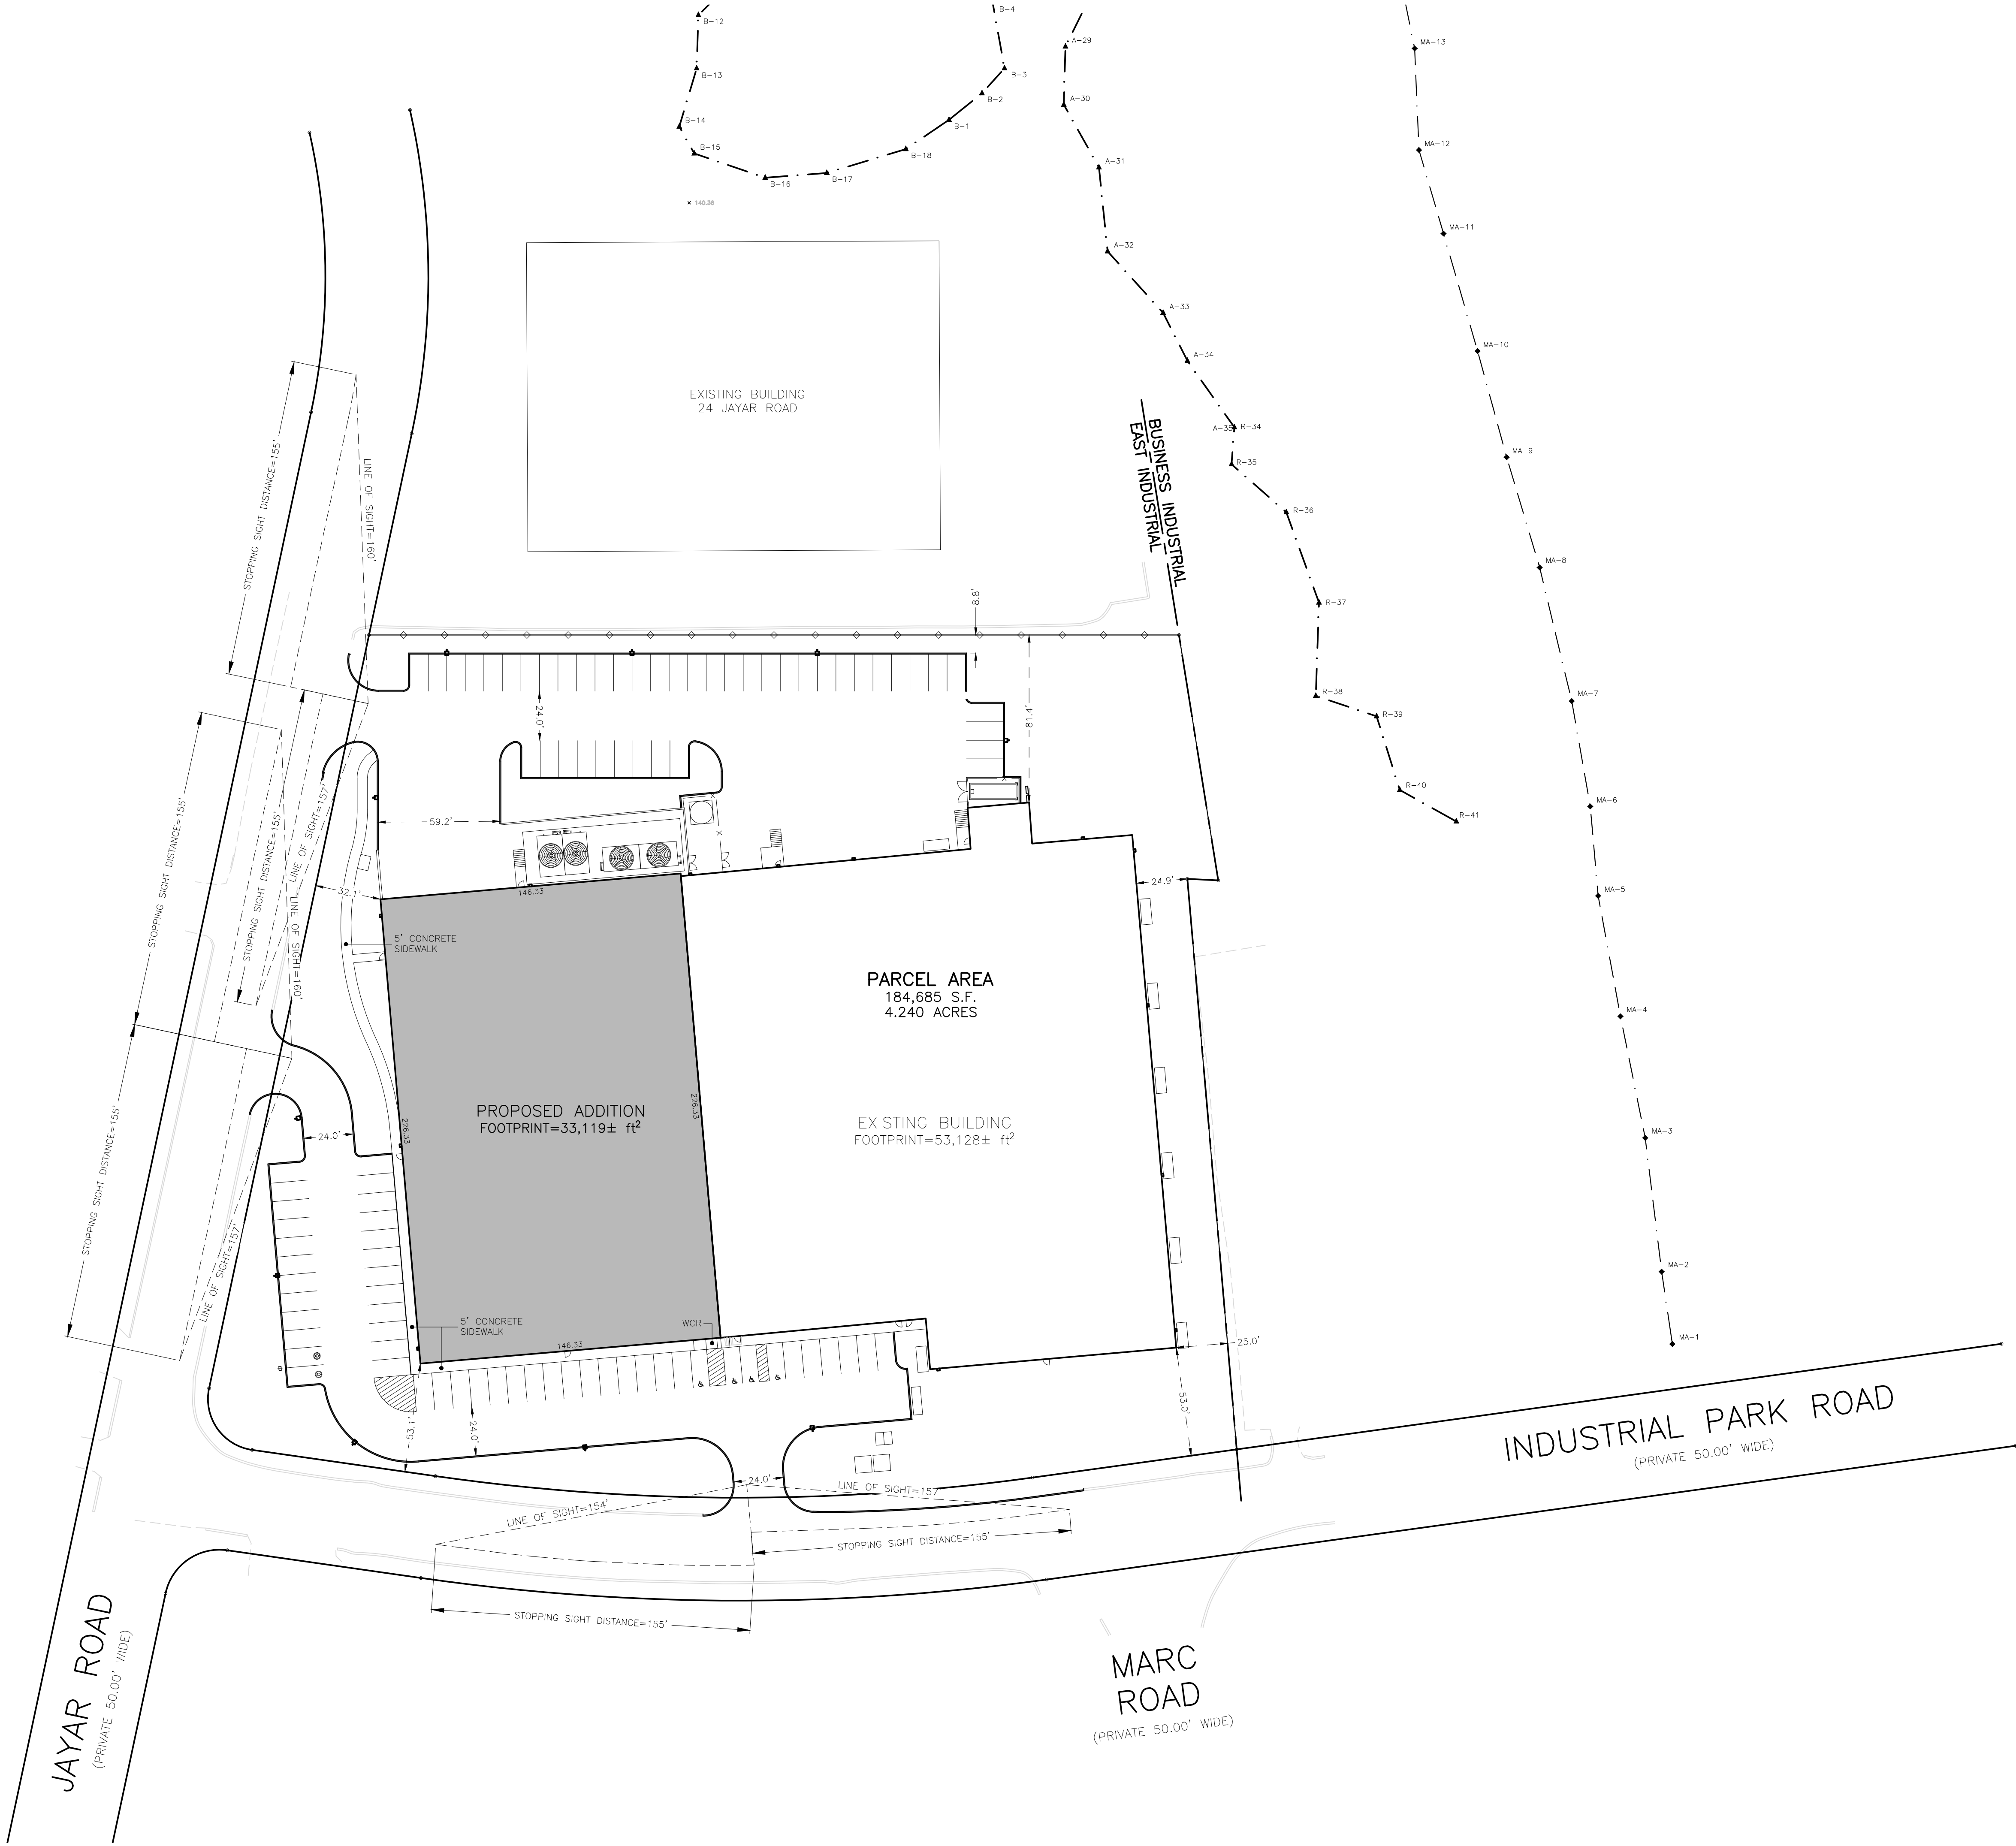 B-12
B-4
A-29
MA-13
B-13
B-3
B-2
A-30
B-14
B-1
B-15
B-18
MA-12
A-31
B-16
B-17
140.38
MA-11
A-32
A-33
MA-10
A-34
EXISTING BUILDING
24 JAYAR ROAD
STOPPING SIGHT DISTANCE=155'
LINE OF SIGHT=160'
BUSINESS INDUSTRIAL
EAST INDUSTRIAL
A-35
R-34
R-35
MA-9
R-36
MA-8
R-37
8.8'
R-38
MA-7
R-39
24.0'
81.4'
STOPPING SIGHT DISTANCE=155'
STOPPING SIGHT DISTANCE=155'
LINE OF SIGHT=157'
LINE OF SIGHT=160'
R-40
MA-6
R-41
59.2'
32.1'
146.33
24.9'
MA-5
5' CONCRETE
SIDEWALK
PARCEL AREA
184,685 S.F.
4.240 ACRES
MA-4
STOPPING SIGHT DISTANCE=155'
24.0'
226.33
PROPOSED ADDITION
FOOTPRINT=33,119± ft²
226.33
EXISTING BUILDING
FOOTPRINT=53,128± ft²
MA-3
LINE OF SIGHT=157'
MA-2
5' CONCRETE
SIDEWALK
146.33
WCR
25.0'
MA-1
53.1'
24.0'
53.0'
24.0'
LINE OF SIGHT=154'
LINE OF SIGHT=157'
STOPPING SIGHT DISTANCE=155'
STOPPING SIGHT DISTANCE=155'
INDUSTRIAL PARK ROAD
(PRIVATE 50.00' WIDE)
JAYAR ROAD
(PRIVATE 50.00' WIDE)
MARC
ROAD
(PRIVATE 50.00' WIDE)